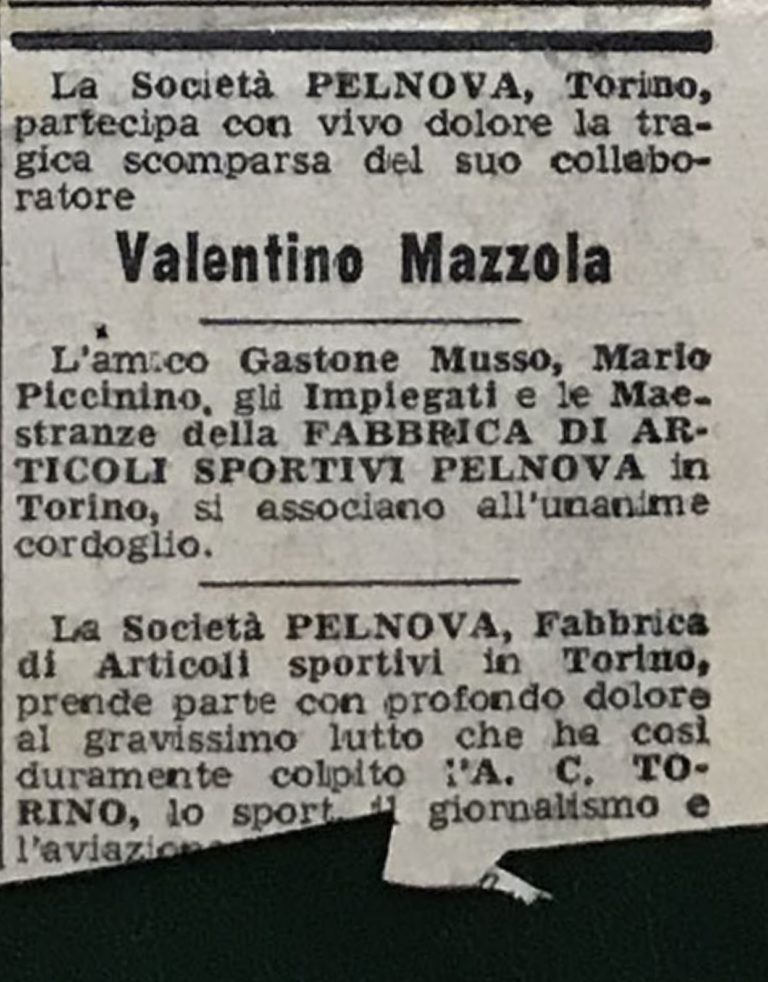 La Società PELNOVA, Torino,
partecipa con vivo dolore la tra-
gica scomparsa del suo collabo-
ratore
Valentino Mazzola
L'amico Gastone Musso, Mario
Piccinino, gli Impiegati e le Mae-
stranze della FABBRICA DI AR-
TICOLI SPORTIVI PELNOVA in
Torino, si associano all'unanime
cordoglio.
La Società PELNOVA, Fabbrica
di Articoli sportivi in Torino,
prende parte con profondo dolore
al gravissimo lutto che ha così
duramente colpito l'A. C. TO-
RINO, lo sport, il giornalismo e
l'aviazione